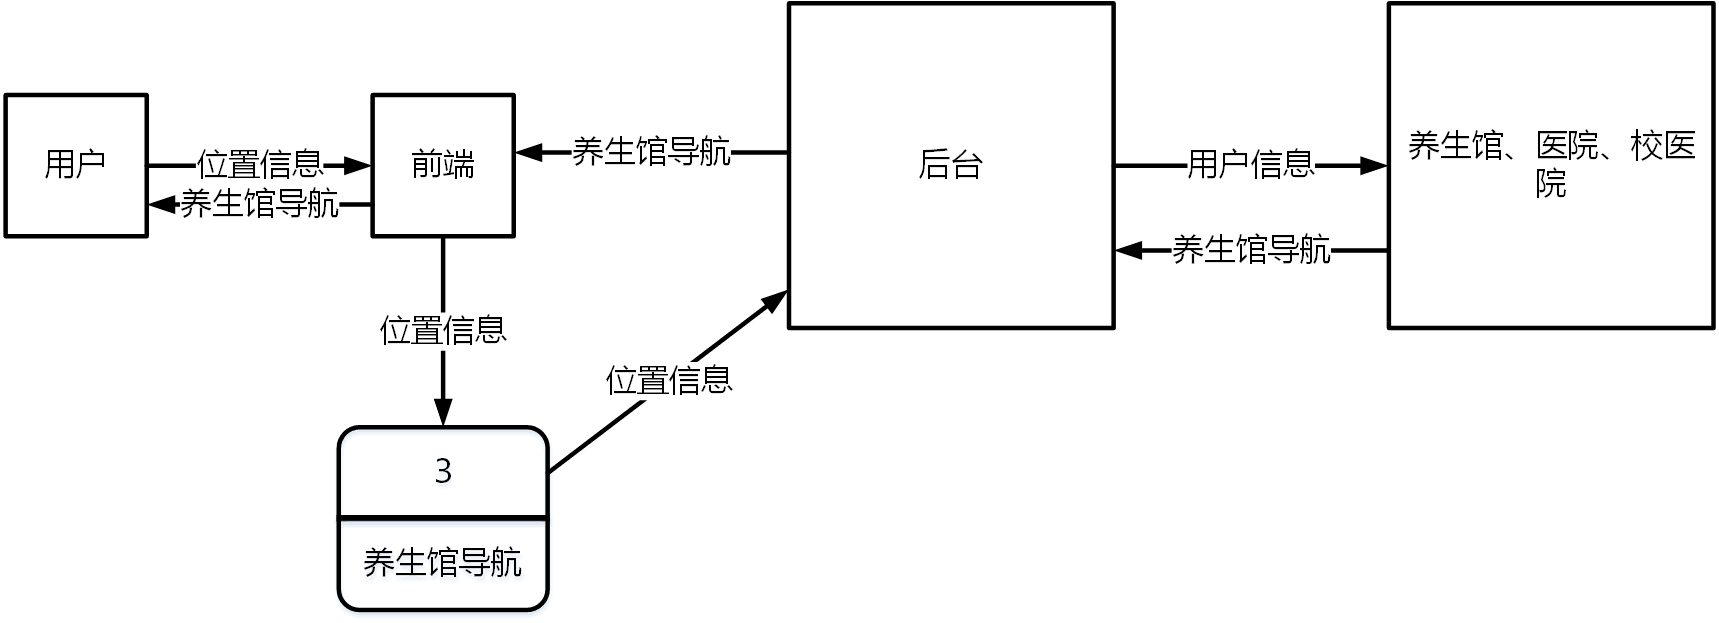 用户
位置信息
养生馆导航
前端
养生馆导航
后台
用户信息
养生馆导航
养生馆、医院、校医
院
位置信息
位置信息
3
养生馆导航